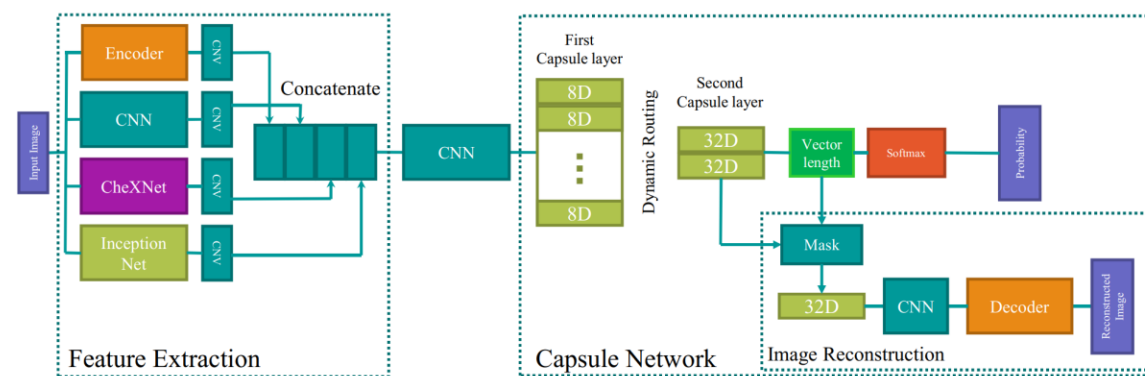 Input Image
Encoder
CNV
CNN
CNV
CheXNet
CNV
Inception
Net
CNV
Concatenate
Feature Extraction
CNN
First
Capsule layer
8D
8D
8D
Dynamic Routing
Second
Capsule layer
32D
32D
Vector
length
Softmax
Probability
Mask
32D
CNN
Decoder
Reconstructed
Image
Capsule Network
Image Reconstruction